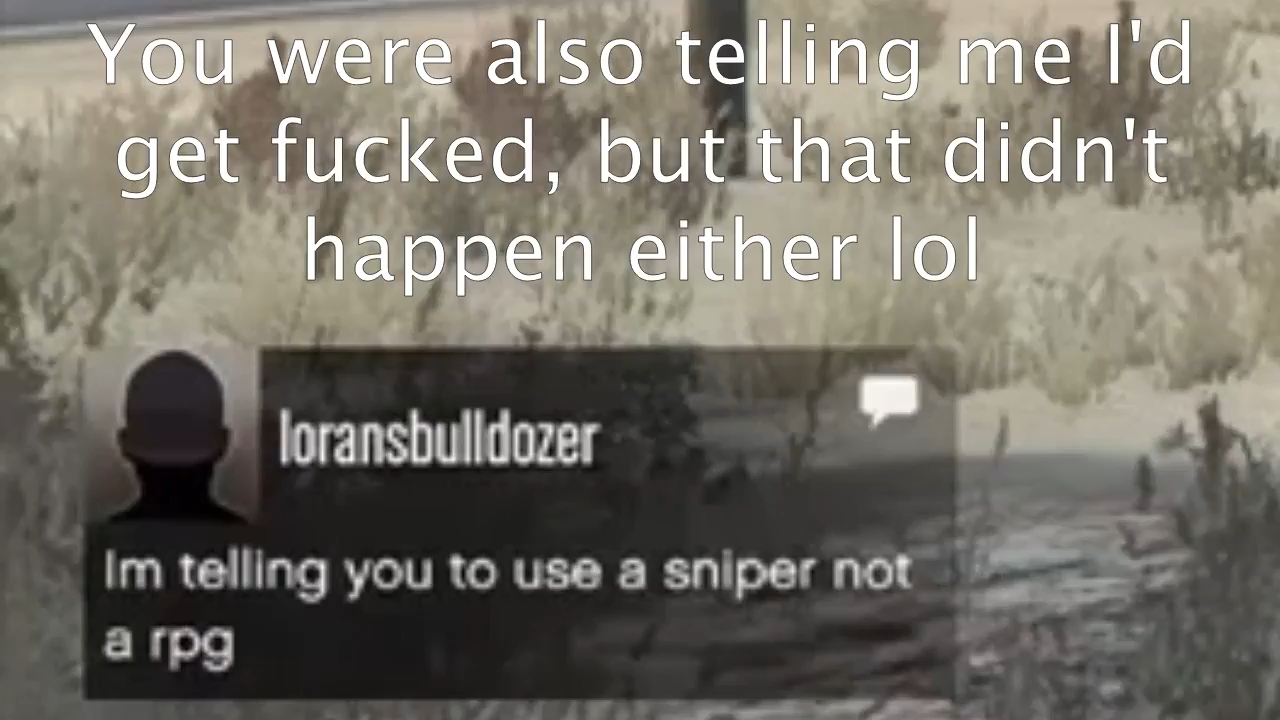 You were also telling me I'd
get fucked, but that didn't
happen either lol
loransbulldozer
Im telling you to use a sniper not
a rpg